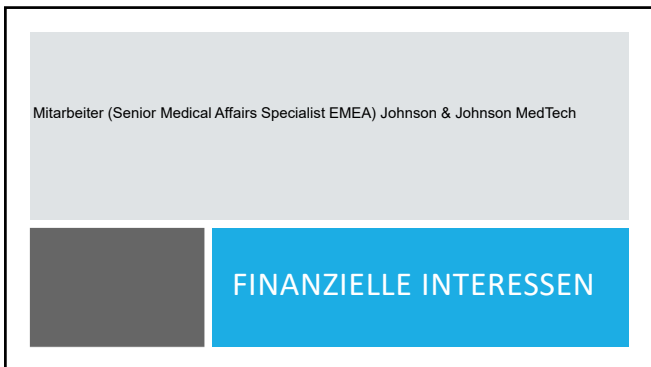 Mitarbeiter (Senior Medical Affairs Specialist EMEA) Johnson & Johnson MedTech
FINANZIELLE INTERESSEN